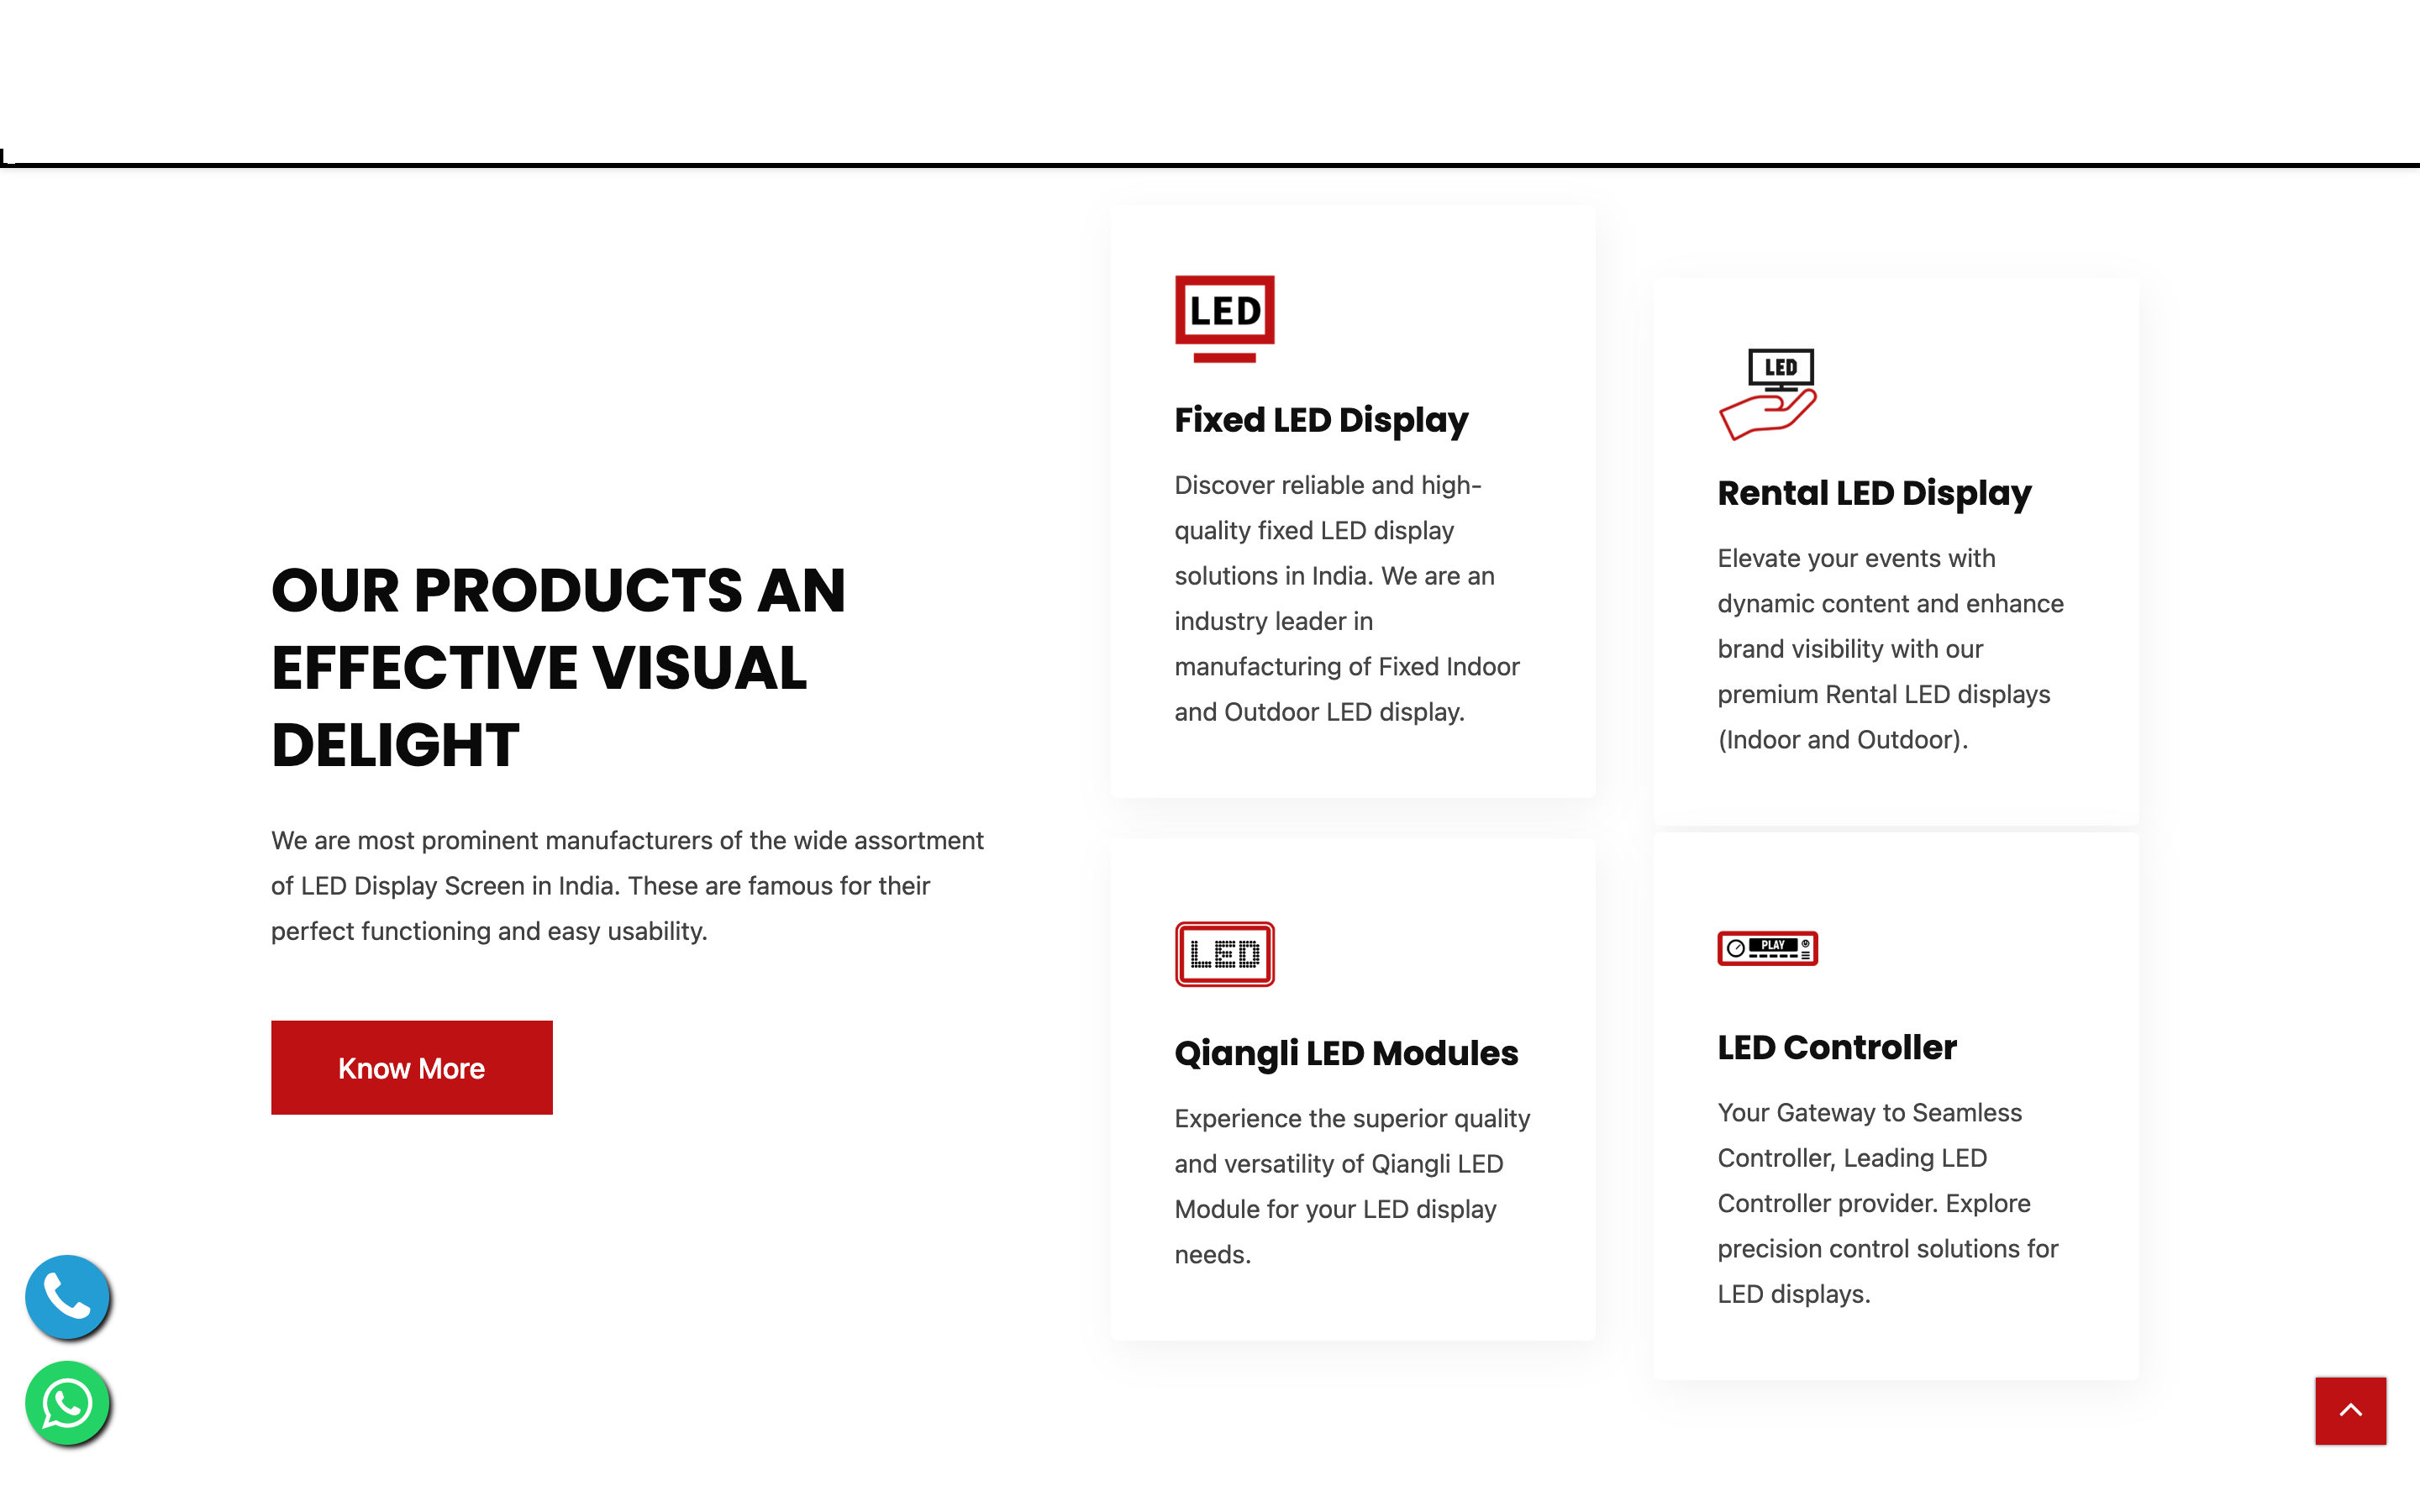 OUR PRODUCTS AN
EFFECTIVE VISUAL
DELIGHT
We are most prominent manufacturers of the wide assortment
of LED Display Screen in India. These are famous for their
perfect functioning and easy usability.
Know More
LED
Fixed LED Display
Discover reliable and high-
quality fixed LED display
solutions in India. We are an
industry leader in
manufacturing of Fixed Indoor
and Outdoor LED display.
LED
Rental LED Display
Elevate your events with
dynamic content and enhance
brand visibility with our
premium Rental LED displays
(Indoor and Outdoor).
LED
Qiangli LED Modules
Experience the superior quality
and versatility of Qiangli LED
Module for your LED display
needs.
PLAY
LED Controller
Your Gateway to Seamless
Controller, Leading LED
Controller provider. Explore
precision control solutions for
LED displays.